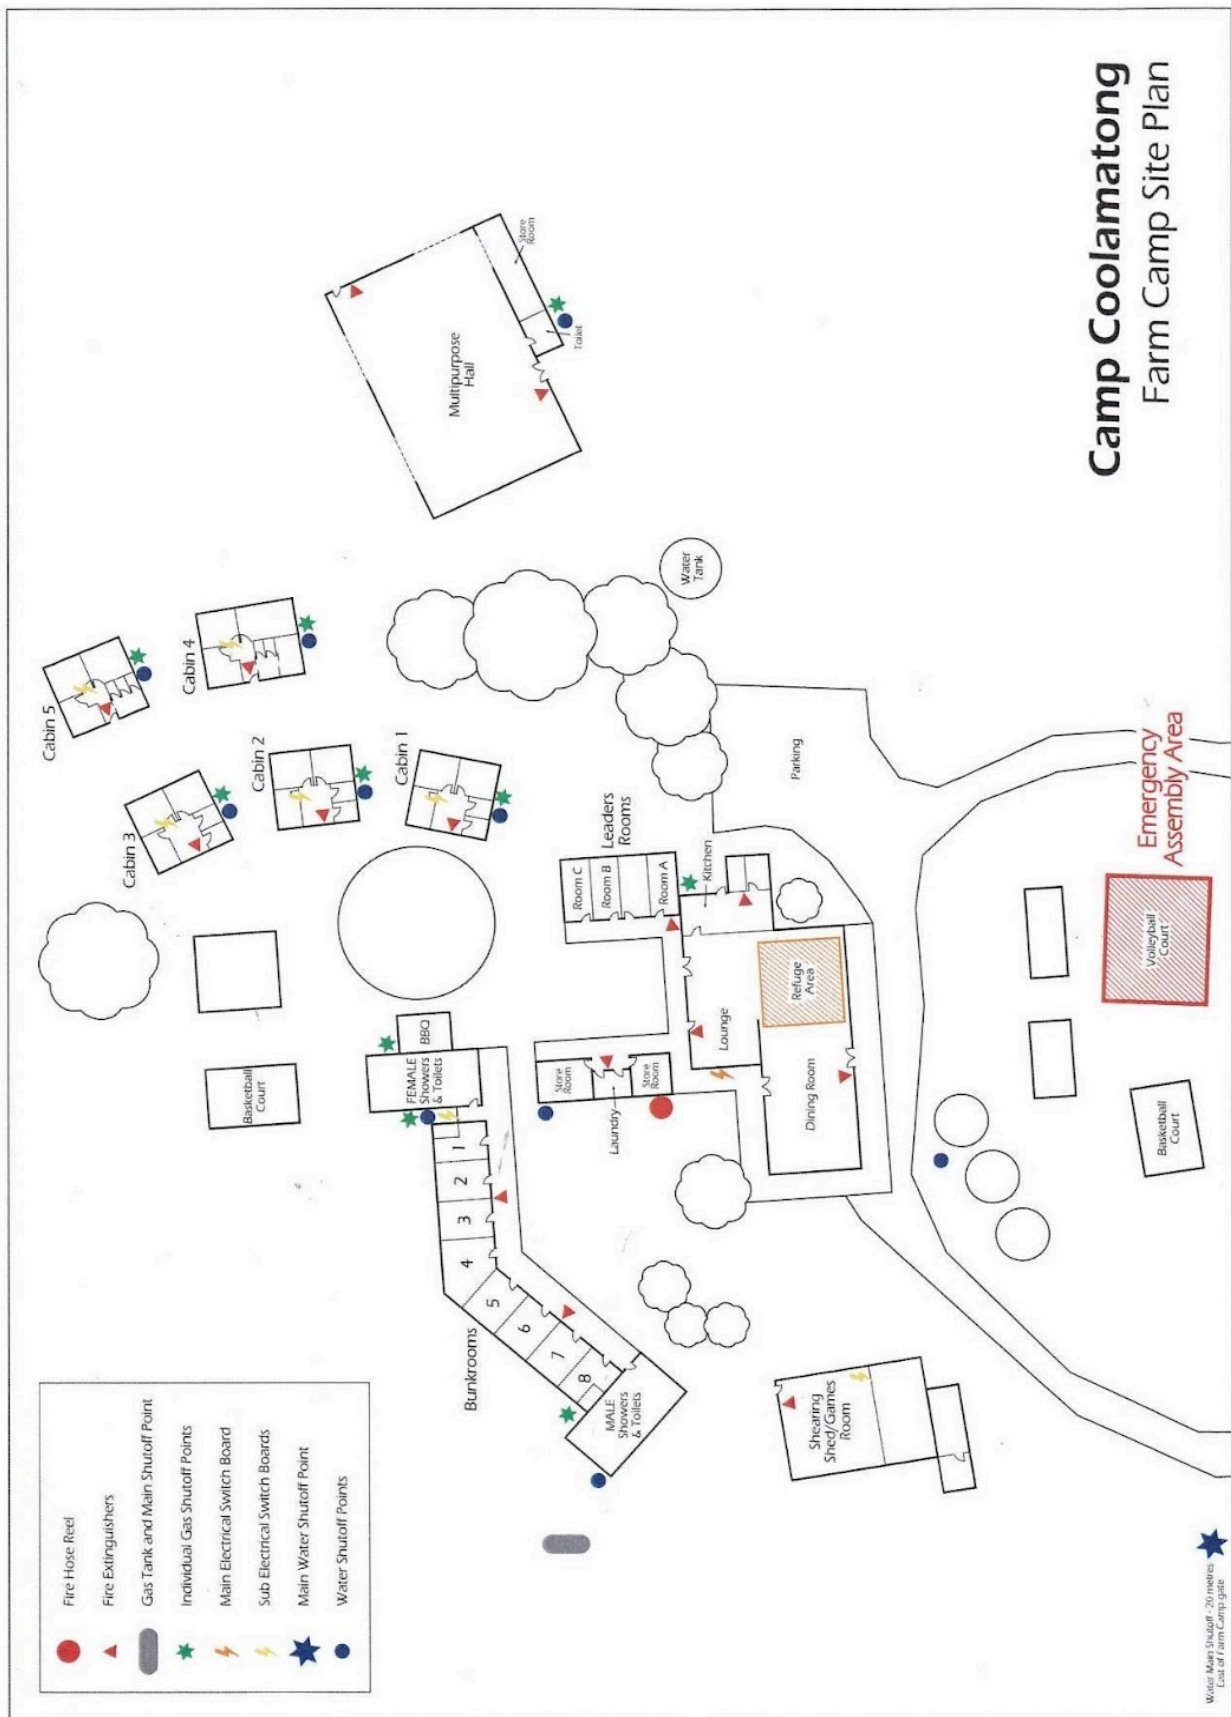 Camp Coolamatong
Farm Camp Site Plan
Fire Hose Reel
Fire Extinguishers
Gas Tank and Main Shutoff Point
Individual Gas Shutoff Points
Main Electrical Switch Board
Sub Electrical Switch Boards
Main Water Shutoff Point
Water Shutoff Points
Cabin 5
Cabin 4
Cabin 3
Cabin 2
Cabin 1
Multipurpose
Hall
Store
Room
Toilet
Water
Tank
Basketball
Court
FEMALE
Showers
& Toilets
BBQ
Bunkrooms
1
2
3
4
5
6
7
8
MALE
Showers
& Toilets
Store
Room
Laundry
Store
Room
Leaders
Rooms
Room C
Room B
Room A
Kitchen
Lounge
Refuge
Area
Dining Room
Parking
Shearing
Shed/Games
Room
Emergency
Assembly Area
Volleyball
Court
Basketball
Court
Water Main Shutoff - 20 metres
East of Farm Camp gate